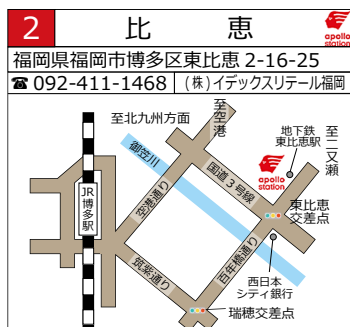 2 比恵 apollo station
福岡県福岡市博多区東比恵 2-16-25
☎ 092-411-1468 (株)イデックスリテール福岡
至北九州方面
至空港
地下鉄
東比恵駅
至二又瀬
御笠川
国道3号線
apollo
station
JR博多駅
空港通り
東比恵
交差点
筑紫通り
百年橋通り
西日本
シティ銀行
瑞穂交差点